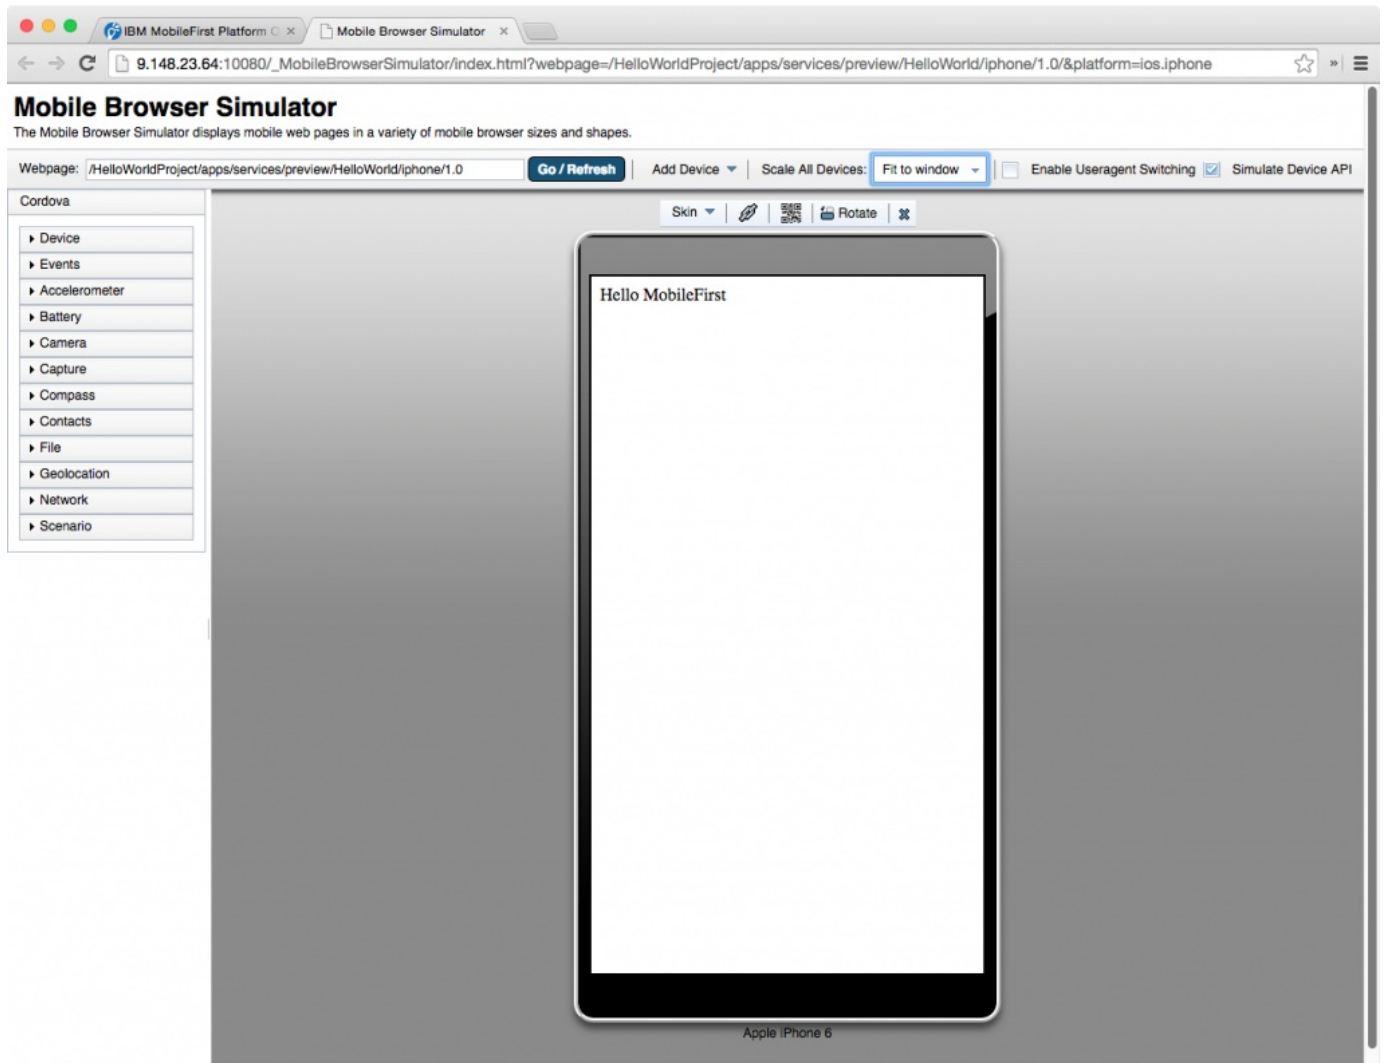 IBM MobileFirst Platform C
Mobile Browser Simulator
9.148.23.64:10080/_MobileBrowserSimulator/index.html?webpage=/HelloWorldProject/apps/services/preview/HelloWorld/iphone/1.0/&platform=ios.iphone
Mobile Browser Simulator
The Mobile Browser Simulator displays mobile web pages in a variety of mobile browser sizes and shapes.
Webpage: /HelloWorldProject/apps/services/preview/HelloWorld/iphone/1.0 Go / Refresh Add Device Scale All Devices: Fit to window Enable Useragent Switching Simulate Device API
Cordova
Skin Rotate
Device
Events
Accelerometer
Battery
Camera
Capture
Compass
Contacts
File
Geolocation
Network
Scenario
Hello MobileFirst
Apple iPhone 6